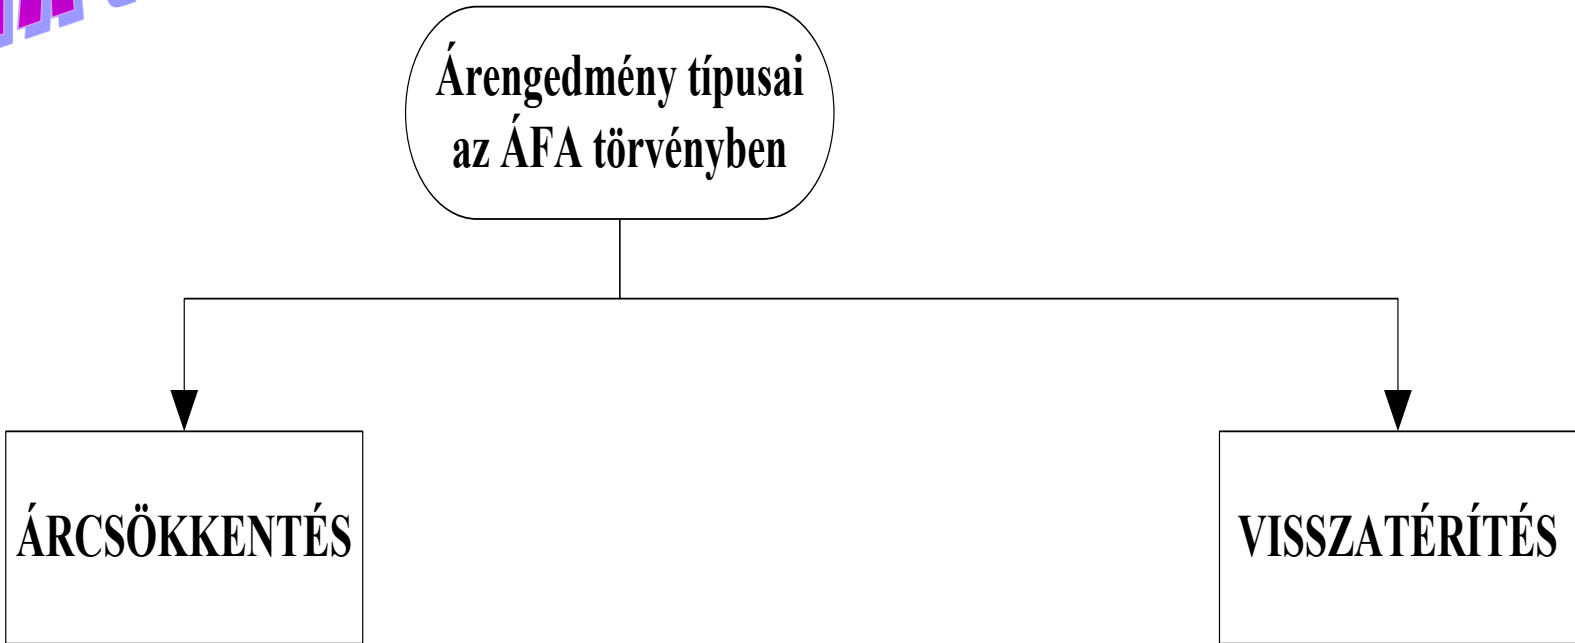 Árengedmény típusai
az ÁFA törvényben
ÁRCSÖKKENTÉS
VISSZATÉRÍTÉS